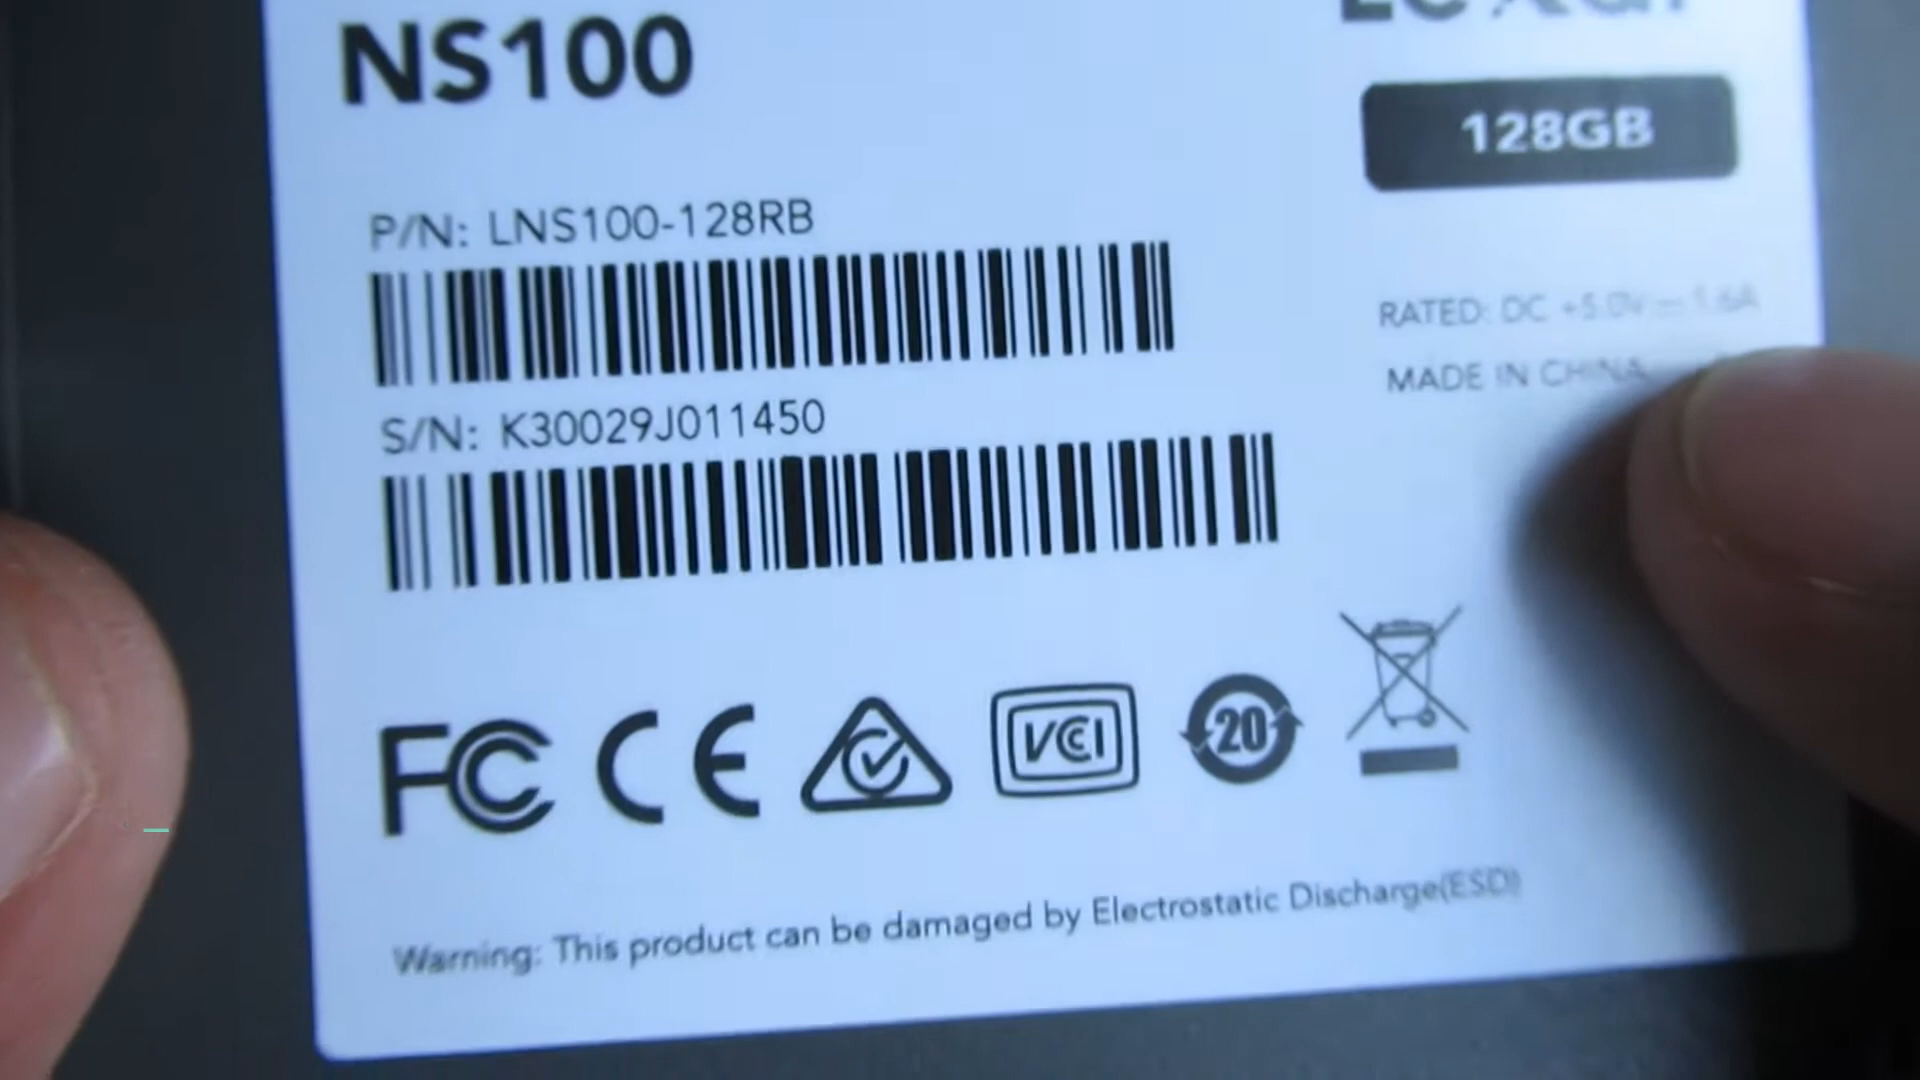 NS100
128GB
P/N: LNS100-128RB
RATED: DC +5.0V ⎓ 1.6A
MADE IN CHINA
S/N: K30029J011450
FC CE VCCI 20
Warning: This product can be damaged by Electrostatic Discharge(ESD)